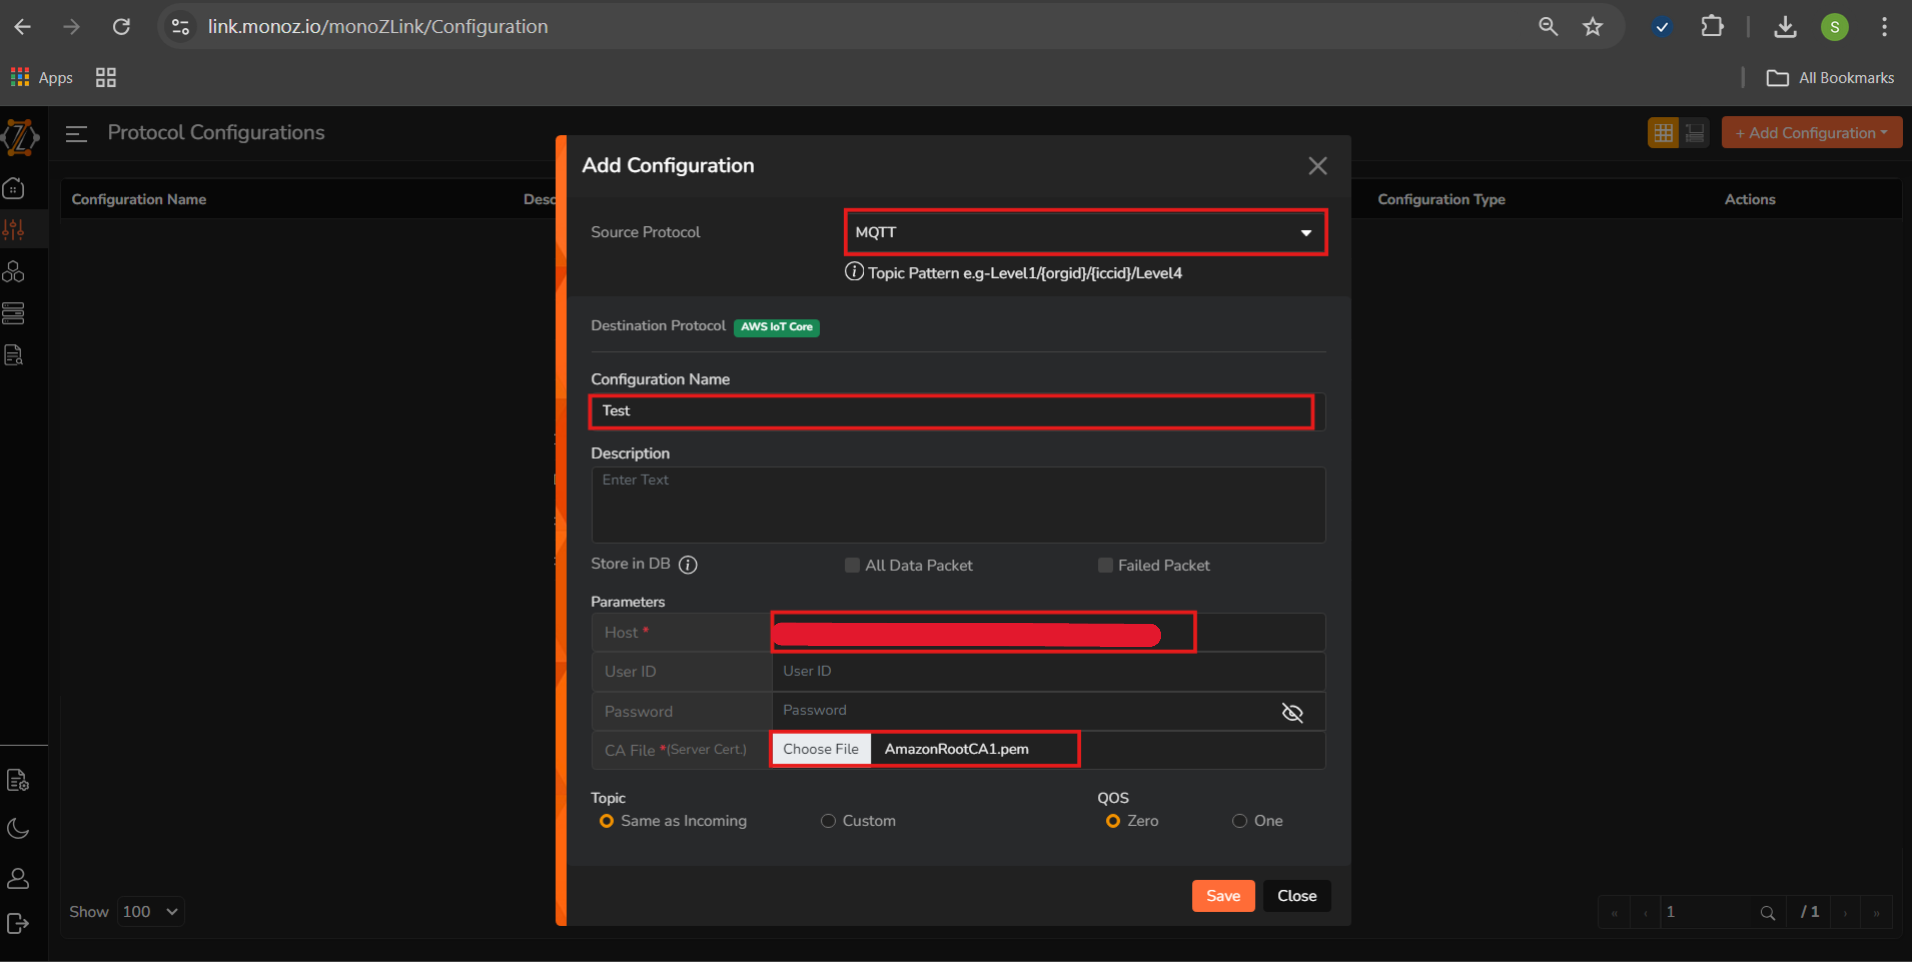 link.monoz.io/monoZLink/Configuration
S
Apps
All Bookmarks
Protocol Configurations
+ Add Configuration
Configuration Name
Desc
Configuration Type
Actions
Add Configuration
Source Protocol
MQTT
Topic Pattern e.g-Level1/{orgid}/{iccid}/Level4
Destination Protocol
AWS IoT Core
Configuration Name
Test
Description
Enter Text
Store in DB
All Data Packet
Failed Packet
Parameters
Host *
User ID
User ID
Password
Password
CA File *(Server Cert.)
Choose File
AmazonRootCA1.pem
Topic
QOS
Same as Incoming
Custom
Zero
One
Save
Close
Show
100
«
‹
1
/ 1
›
»